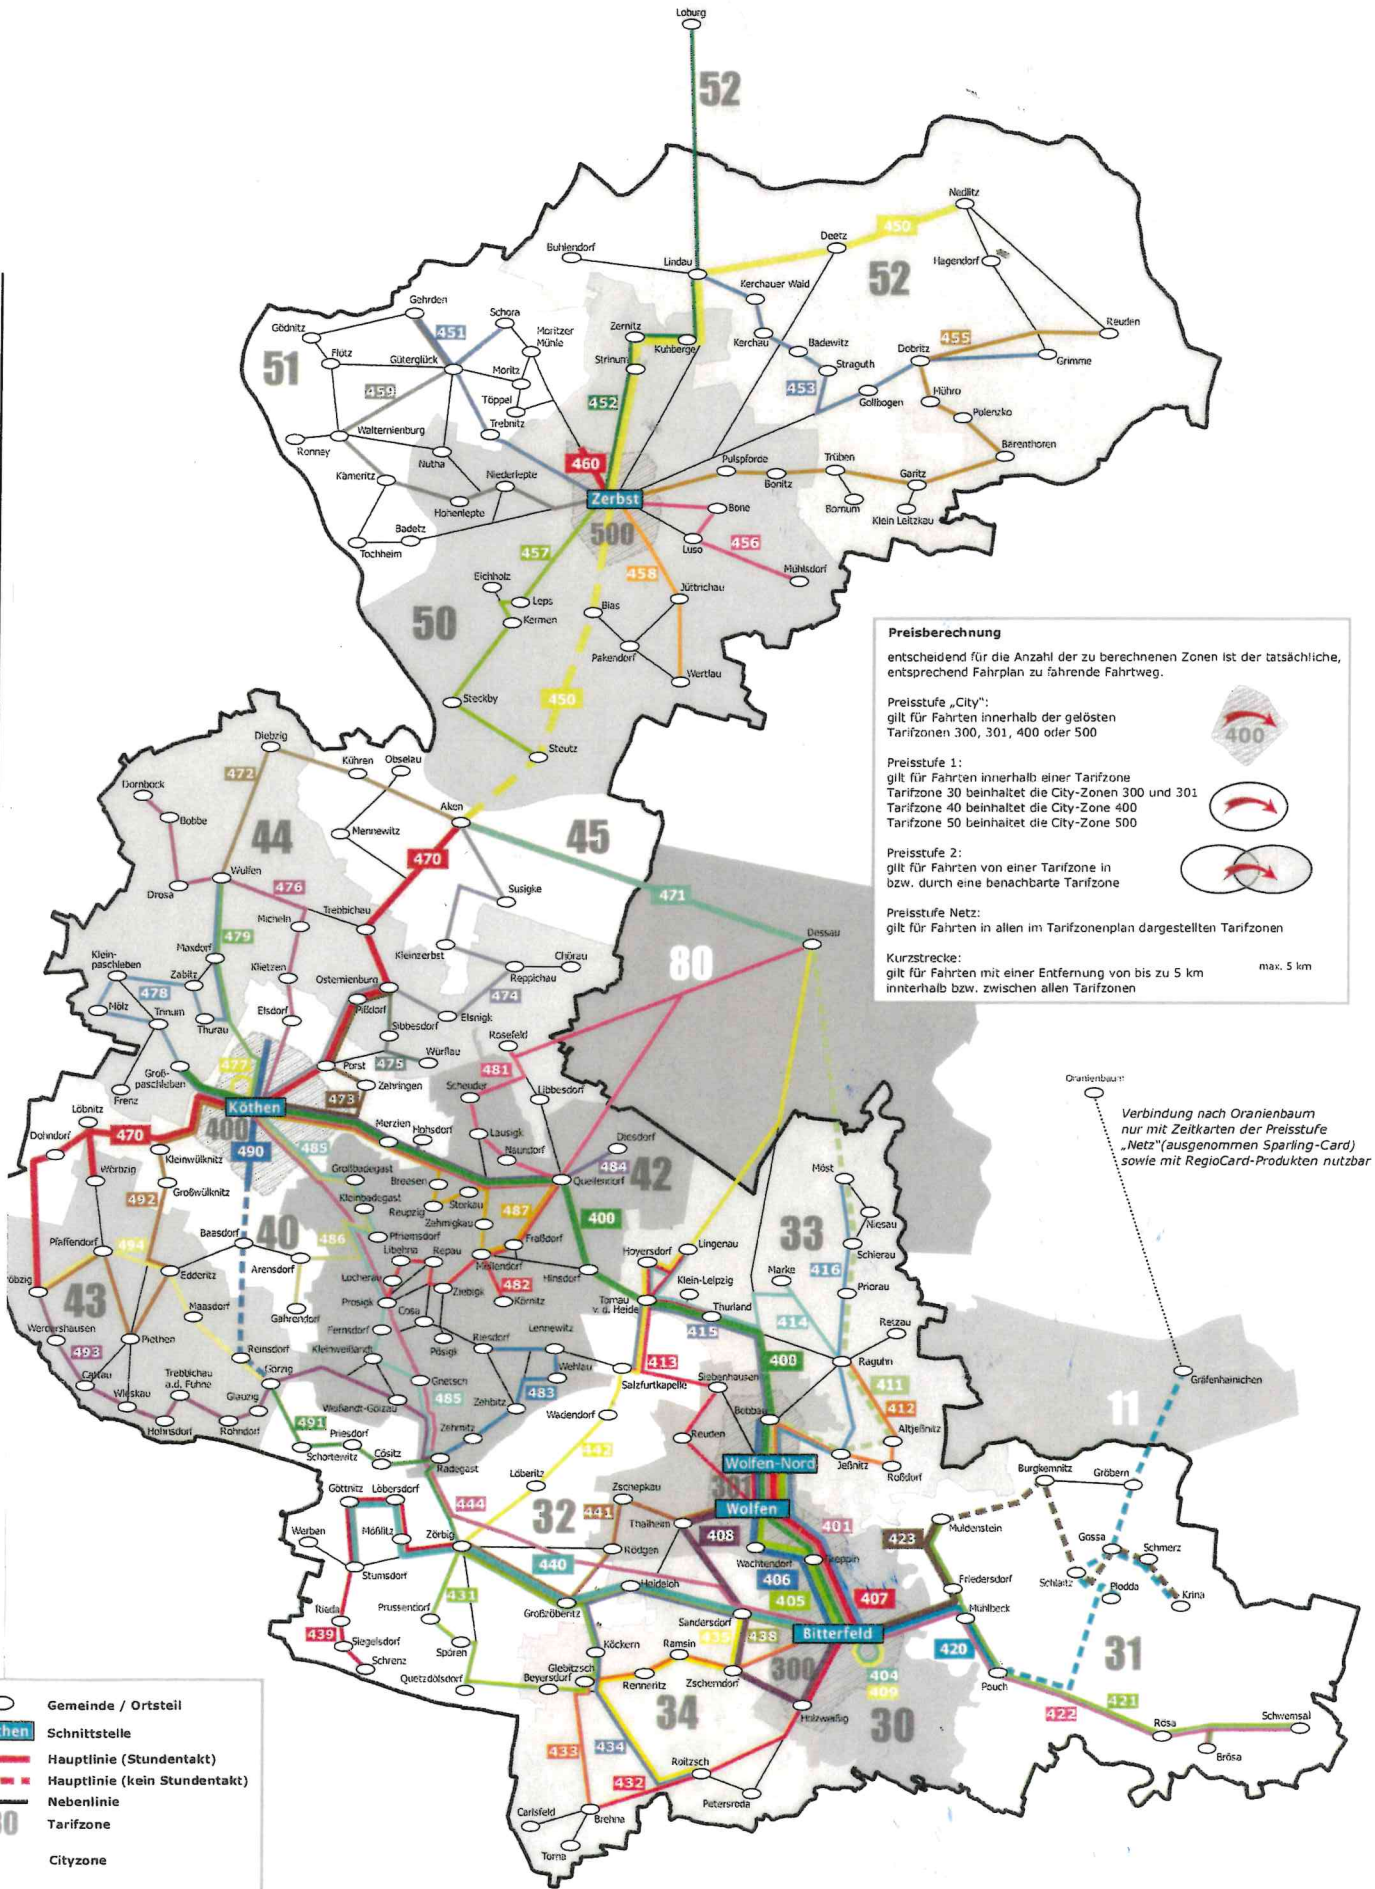 Loburg
52
Nedlitz
450
Deetz
Buhlendorf
Lindau
Hagendorf
52
Kerchauer Wald
Gehrden
Schora
451
Gödnitz
Moritzer
Mühle
Zernitz
Kuhberge
Kerchau
Badewitz
455
Reuden
Dobritz
Grimme
51
Flötz
Güterglück
Strinum
Straguth
Moritz
453
459
Töppel
452
Gollbogen
Mühro
Polenzko
Trebnitz
Walternienburg
Ronney
Nutha
460
Bärenthoren
Pulspforde
Trüben
Kämeritz
Niederlepte
Bonitz
Garitz
Zerbst
Hohenlepte
Bone
Bornum
Klein Leitzkau
500
Badetz
Tochheim
Luso
456
457
458
Mühlsdorf
Eichholz
Jüttrichau
Leps
Bias
50
Kermen
Pakendorf
Wertlau
Steckby
450
Steutz
Preisberechnung
entscheidend für die Anzahl der zu berechnenen Zonen ist der tatsächliche,
entsprechend Fahrplan zu fahrende Fahrtweg.
Preisstufe „City":
gilt für Fahrten innerhalb der gelösten
Tarifzonen 300, 301, 400 oder 500
400
Preisstufe 1:
gilt für Fahrten innerhalb einer Tarifzone
Tarifzone 30 beinhaltet die City-Zonen 300 und 301
Tarifzone 40 beinhaltet die City-Zone 400
Tarifzone 50 beinhaltet die City-Zone 500
Preisstufe 2:
gilt für Fahrten von einer Tarifzone in
bzw. durch eine benachbarte Tarifzone
Preisstufe Netz:
gilt für Fahrten in allen im Tarifzonenplan dargestellten Tarifzonen
Kurzstrecke:
gilt für Fahrten mit einer Entfernung von bis zu 5 km
innterhalb bzw. zwischen allen Tarifzonen
max. 5 km
Diebzig
Obselau
Kühren
472
Dornbock
Aken
Bobbe
Mennewitz
44
45
470
Wulfen
Drosa
476
Susigke
471
Trebbichau
Micheln
479
Dessau
Maxdorf
Kleinzerbst
Chörau
80
Klein-
paschleben
Zabitz
Klietzen
Osternienburg
Reppichau
478
Pißdorf
474
Mölz
Trinum
Thurau
Elsdorf
Elsnigk
Sibbesdorf
Rosefeld
Würflau
Groß-
paschleben
477
Porst
475
481
Zehringen
Scheuder
Libbesdorf
Frenz
Köthen
473
Löbnitz
400
Merzien
Hohsdorf
Lausigk
Diesdorf
Dohndorf
470
490
485
Naundorf
484
Kleinwülknitz
Großbadegast
Quellendorf
42
Wörbzig
Großwülknitz
Breesen
Kleinbadegast
Reupzig
Storkau
487
400
492
Zehmigkau
Baasdorf
40
486
Pfriemsdorf
Fraßdorf
Pfaffendorf
494
Arensdorf
Libehna
Repau
Meilendorf
Hoyersdorf
Lingenau
Edderitz
Locherau
Ziebigk
482
Hinsdorf
Klein-Leipzig
43
Gahrendorf
Prosigk
Cosa
Körnitz
Tornau
v. d. Heide
Thurland
Maasdorf
Fernsdorf
Riesdorf
Lennewitz
415
Werdershausen
Piethen
Pösigk
493
Reinsdorf
Kleinweißandt
Wehlau
413
400
Görzig
Gnetsch
485
483
Salzfurtkapelle
Siebenhausen
Cattau
Trebbichau
a.d. Fuhne
Glauzig
Wieskau
Weißandt-Gölzau
Zehbitz
Wadendorf
Bobbau
Hohnsdorf
Rohndorf
491
Zehmitz
Priesdorf
Reuden
Schortewitz
Cösitz
Radegast
442
33
Möst
Niesau
Schierau
Marke
416
Priorau
414
Retzau
Raguhn
411
412
Altjeßnitz
Jeßnitz
Roßdorf
Oranienbaum
Verbindung nach Oranienbaum
nur mit Zeitkarten der Preisstufe
„Netz"(ausgenommen Sparling-Card)
sowie mit RegioCard-Produkten nutzbar
Gräfenhainichen
11
Wolfen-Nord
301
Wolfen
Göttnitz
Löbersdorf
Löberitz
Zschepkau
444
32
441
Thalheim
408
401
Werben
Mößlitz
Zörbig
Rödgen
Wachtendorf
Greppin
Stumsdorf
440
406
Heideloh
405
407
431
Großzöberitz
Prussendorf
Sandersdorf
Bitterfeld
Rieda
439
Siegelsdorf
Spören
Köckern
Ramsin
435
438
300
404
409
Schrenz
Quetzdölsdorf
Beyersdorf
Glebitzsch
Renneritz
Zscherndorf
Holzweißig
34
30
433
434
Roitzsch
432
Petersroda
Carlsfeld
Brehna
Torna
Burgkemnitz
Gröbern
Muldenstein
423
Gossa
Schmerz
Schlaitz
Plodda
Krina
Friedersdorf
Mühlbeck
31
420
Pouch
422
421
Schwemsal
Rösa
Brösa
Gemeinde / Ortsteil
Schnittstelle
Hauptlinie (Stundentakt)
Hauptlinie (kein Stundentakt)
Nebenlinie
Tarifzone
Cityzone